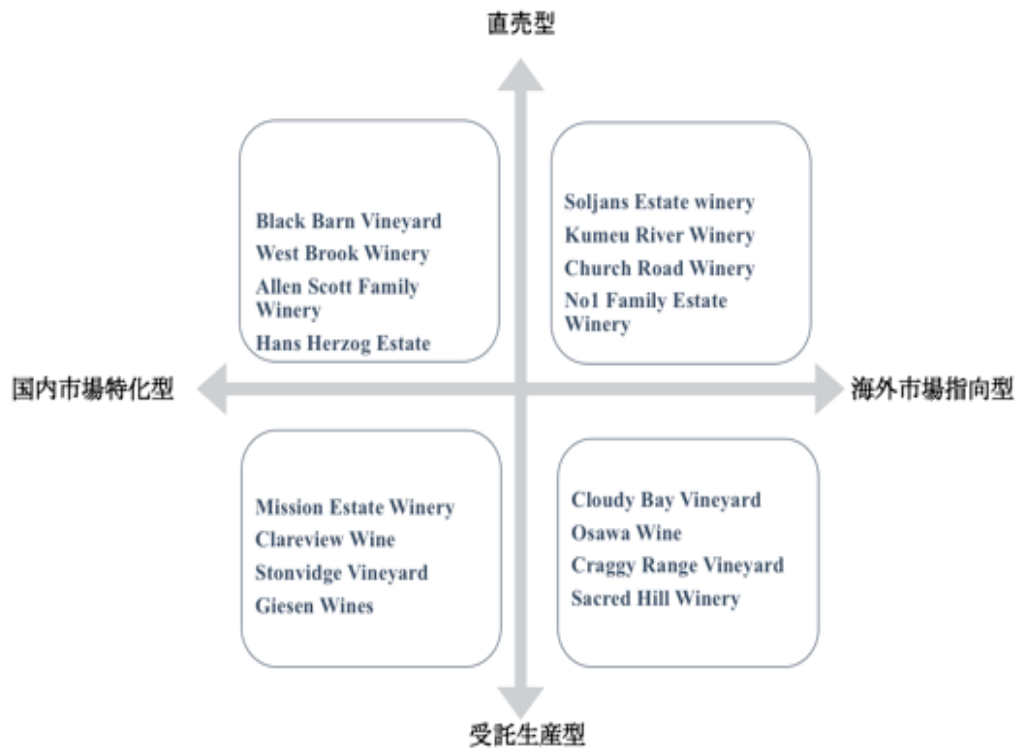 直売型
Black Barn Vineyard
West Brook Winery
Allen Scott Family
Winery
Hans Herzog Estate
Soljans Estate winery
Kumeu River Winery
Church Road Winery
No1 Family Estate
Winery
国内市場特化型
海外市場指向型
Mission Estate Winery
Clareview Wine
Stonvidge Vineyard
Giesen Wines
Cloudy Bay Vineyard
Osawa Wine
Craggy Range Vineyard
Sacred Hill Winery
受託生産型